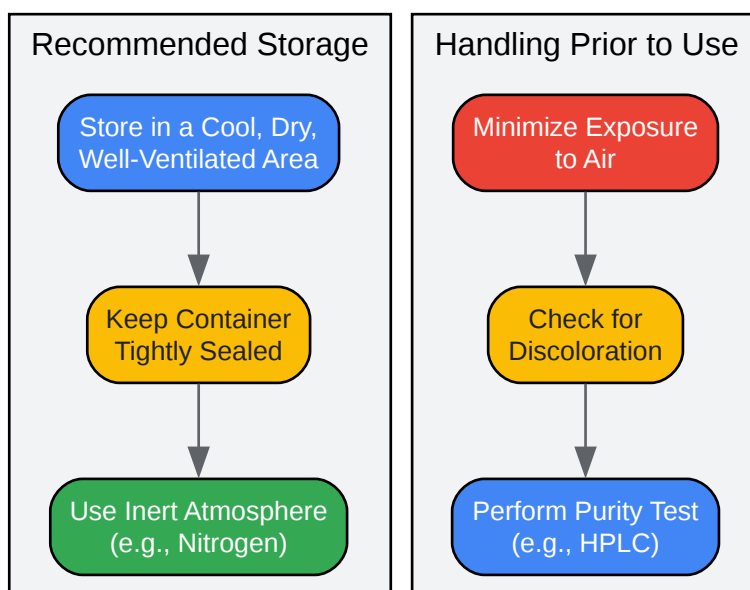 Recommended Storage
Store in a Cool, Dry,
Well-Ventilated Area
Keep Container
Tightly Sealed
Use Inert Atmosphere
(e.g., Nitrogen)
Handling Prior to Use
Minimize Exposure
to Air
Check for
Discoloration
Perform Purity Test
(e.g., HPLC)